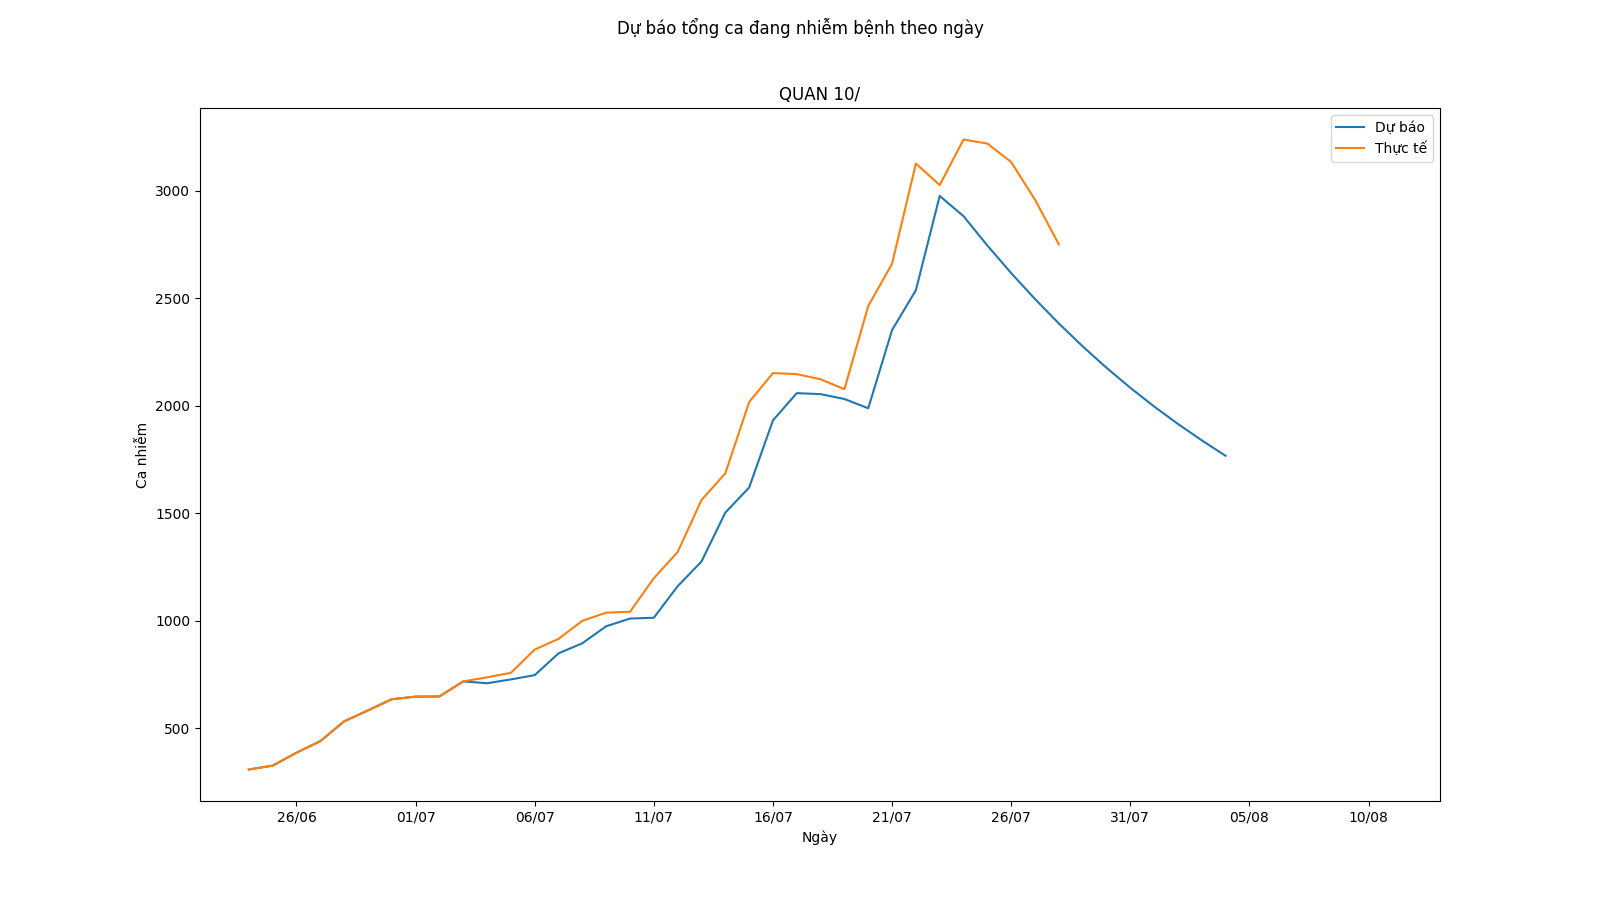 Dự báo tổng ca đang nhiễm bệnh theo ngày
QUAN 10/
Dự báo
Thực tế
Ca nhiễm
3000
2500
2000
1500
1000
500
26/06 01/07 06/07 11/07 16/07 21/07 26/07 31/07 05/08 10/08
Ngày